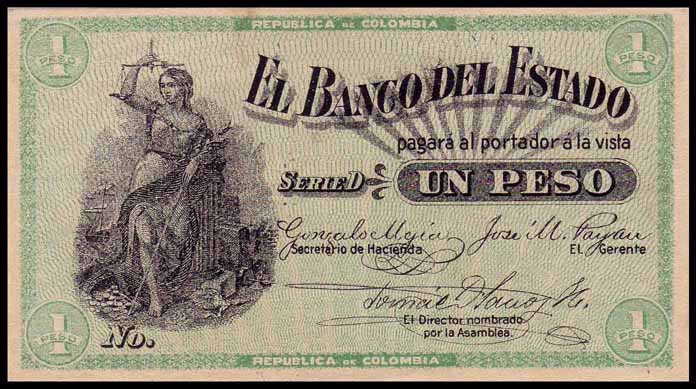 REPUBLICA DE COLOMBIA
1 PESO
1 PESO
EL BANCO DEL ESTADO
pagará al portador á la vista
SERIE D
UN PESO
Gonzalo Mejía
José M. Payán
Secretario de Hacienda
EL Gerente
El Director nombrado
por la Asamblea.
No.
1 PESO
1 PESO
REPUBLICA DE COLOMBIA